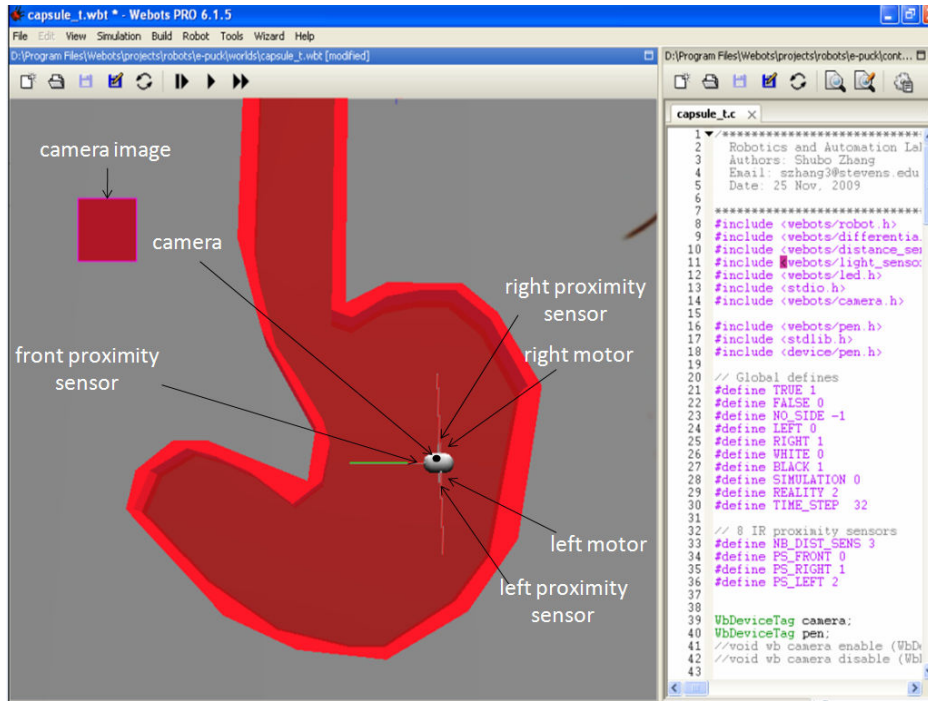 capsule_t.wbt * - Webots PRO 6.1.5
File Edit View Simulation Build Robot Tools Wizard Help
D:\Program Files\Webots\projects\robots\e-puck\worlds\capsule_t.wbt [modified]
camera image
camera
front proximity
sensor
right proximity
sensor
right motor
left motor
left proximity
sensor
D:\Program Files\Webots\projects\robots\e-puck\cont...
capsule_t.c
1 /*****************************
2 Robotics and Automation Lab
3 Authors: Shubo Zhang
4 Email: szhang3@stevens.edu
5 Date: 25 Nov, 2009
6
7 ******************************
8 #include <webots/robot.h>
9 #include <webots/differential
10 #include <webots/distance_sen
11 #include <webots/light_sensor
12 #include <webots/led.h>
13 #include <stdio.h>
14 #include <webots/camera.h>
15
16 #include <webots/pen.h>
17 #include <stdlib.h>
18 #include <device/pen.h>
19
20 // Global defines
21 #define TRUE 1
22 #define FALSE 0
23 #define NO_SIDE -1
24 #define LEFT 0
25 #define RIGHT 1
26 #define WHITE 0
27 #define BLACK 1
28 #define SIMULATION 0
29 #define REALITY 2
30 #define TIME_STEP 32
31
32 // 8 IR proximity sensors
33 #define NB_DIST_SENS 3
34 #define PS_FRONT 0
35 #define PS_RIGHT 1
36 #define PS_LEFT 2
37
38
39 WbDeviceTag camera;
40 WbDeviceTag pen;
41 //void wb camera enable (WbDe
42 //void wb camera disable (WbD
43